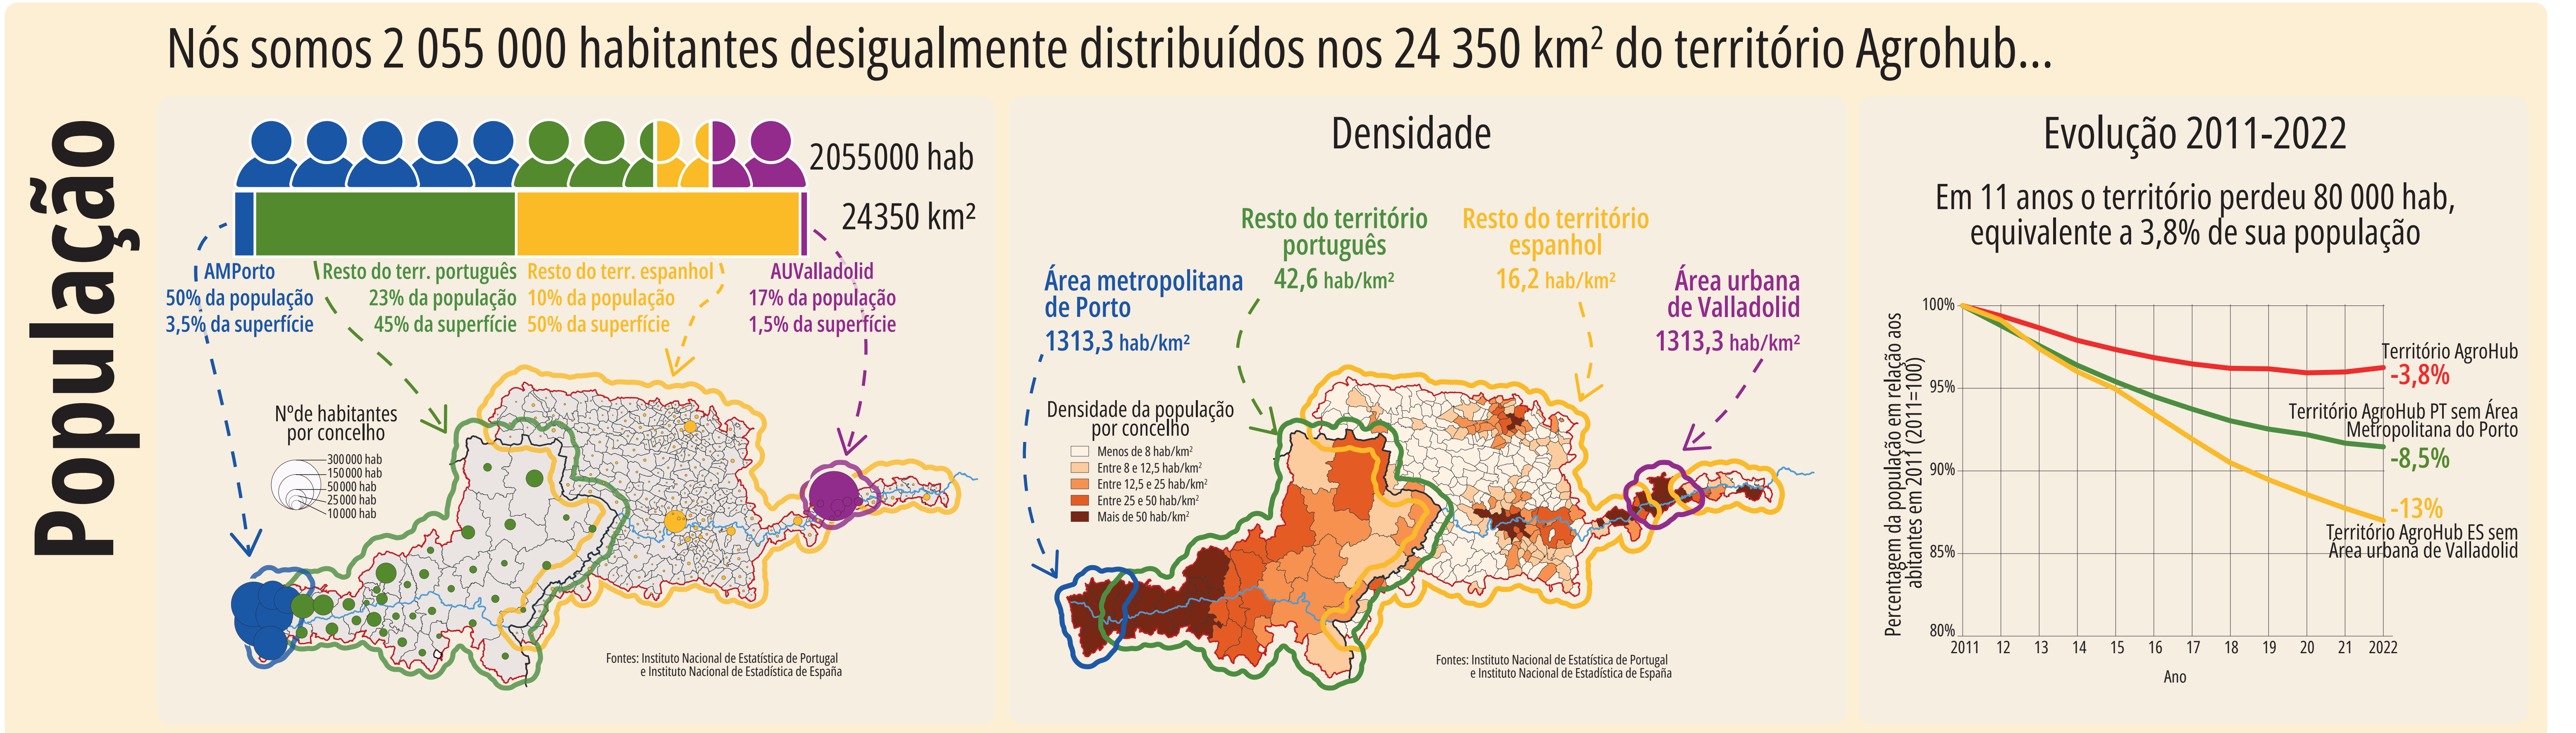 Nós somos 2 055 000 habitantes desigualmente distribuídos nos 24 350 km² do território Agrohub...
População
2055000 hab
24350 km²
AMPorto
50% da população
3,5% da superfície
Resto do terr. português
23% da população
45% da superfície
Resto do terr. espanhol
10% da população
50% da superfície
AUValladolid
17% da população
1,5% da superfície
Nºde habitantes
por concelho
300000 hab
150000 hab
50000 hab
25000 hab
10000 hab
Fontes: Instituto Nacional de Estatística de Portugal
e Instituto Nacional de Estadística de España
Densidade
Área metropolitana
de Porto
1313,3 hab/km²
Resto do território
português
42,6 hab/km²
Resto do território
espanhol
16,2 hab/km²
Área urbana
de Valladolid
1313,3 hab/km²
Densidade da população
por concelho
Menos de 8 hab/km²
Entre 8 e 12,5 hab/km²
Entre 12,5 e 25 hab/km²
Entre 25 e 50 hab/km²
Mais de 50 hab/km²
Fontes: Instituto Nacional de Estatística de Portugal
e Instituto Nacional de Estadística de España
Evolução 2011-2022
Em 11 anos o território perdeu 80 000 hab,
equivalente a 3,8% de sua população
Percentagem da população em relação aos
abitantes em 2011 (2011=100)
100%
95%
90%
85%
80%
2011 12 13 14 15 16 17 18 19 20 21 2022
Ano
Território AgroHub
-3,8%
Território AgroHub PT sem Área
Metropolitana do Porto
-8,5%
-13%
Território AgroHub ES sem
Área urbana de Valladolid